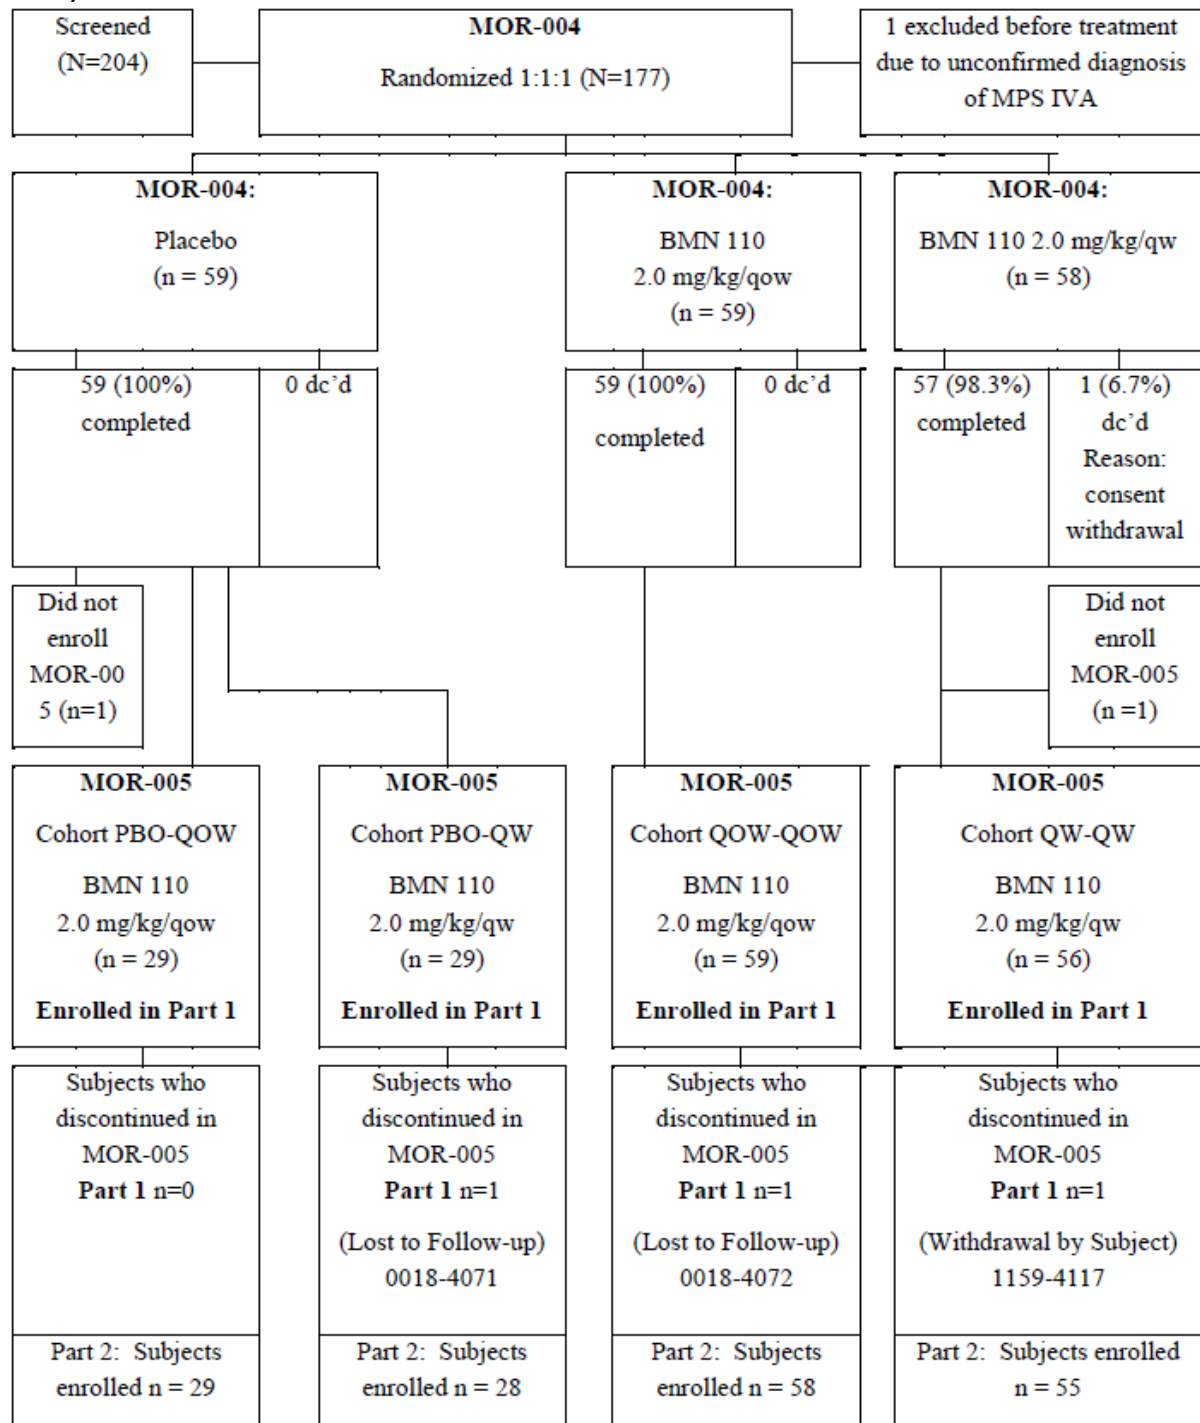 Screened
(N=204)
MOR-004
Randomized 1:1:1 (N=177)
1 excluded before treatment
due to unconfirmed diagnosis
of MPS IVA
MOR-004:
Placebo
(n = 59)
MOR-004:
BMN 110
2.0 mg/kg/qow
(n = 59)
MOR-004:
BMN 110 2.0 mg/kg/qw
(n = 58)
59 (100%)
completed
0 dc’d
59 (100%)
completed
0 dc’d
57 (98.3%)
completed
1 (6.7%)
dc’d
Reason:
consent
withdrawal
Did not
enroll
MOR-00
5 (n=1)
Did not
enroll
MOR-005
(n =1)
MOR-005
Cohort PBO-QOW
BMN 110
2.0 mg/kg/qow
(n = 29)
Enrolled in Part 1
MOR-005
Cohort PBO-QW
BMN 110
2.0 mg/kg/qw
(n = 29)
Enrolled in Part 1
MOR-005
Cohort QOW-QOW
BMN 110
2.0 mg/kg/qow
(n = 59)
Enrolled in Part 1
MOR-005
Cohort QW-QW
BMN 110
2.0 mg/kg/qw
(n = 56)
Enrolled in Part 1
Subjects who
discontinued in
MOR-005
Part 1 n=0
Subjects who
discontinued in
MOR-005
Part 1 n=1
(Lost to Follow-up)
0018-4071
Subjects who
discontinued in
MOR-005
Part 1 n=1
(Lost to Follow-up)
0018-4072
Subjects who
discontinued in
MOR-005
Part 1 n=1
(Withdrawal by Subject)
1159-4117
Part 2: Subjects
enrolled n = 29
Part 2: Subjects
enrolled n = 28
Part 2: Subjects
enrolled n = 58
Part 2: Subjects enrolled
n = 55